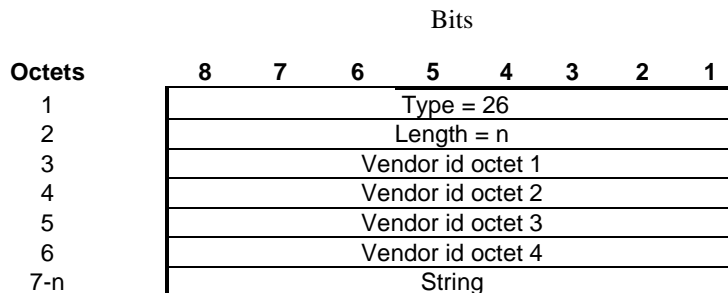 Bits
Octets 8 7 6 5 4 3 2 1
1 Type = 26
2 Length = n
3 Vendor id octet 1
4 Vendor id octet 2
5 Vendor id octet 3
6 Vendor id octet 4
7-n String